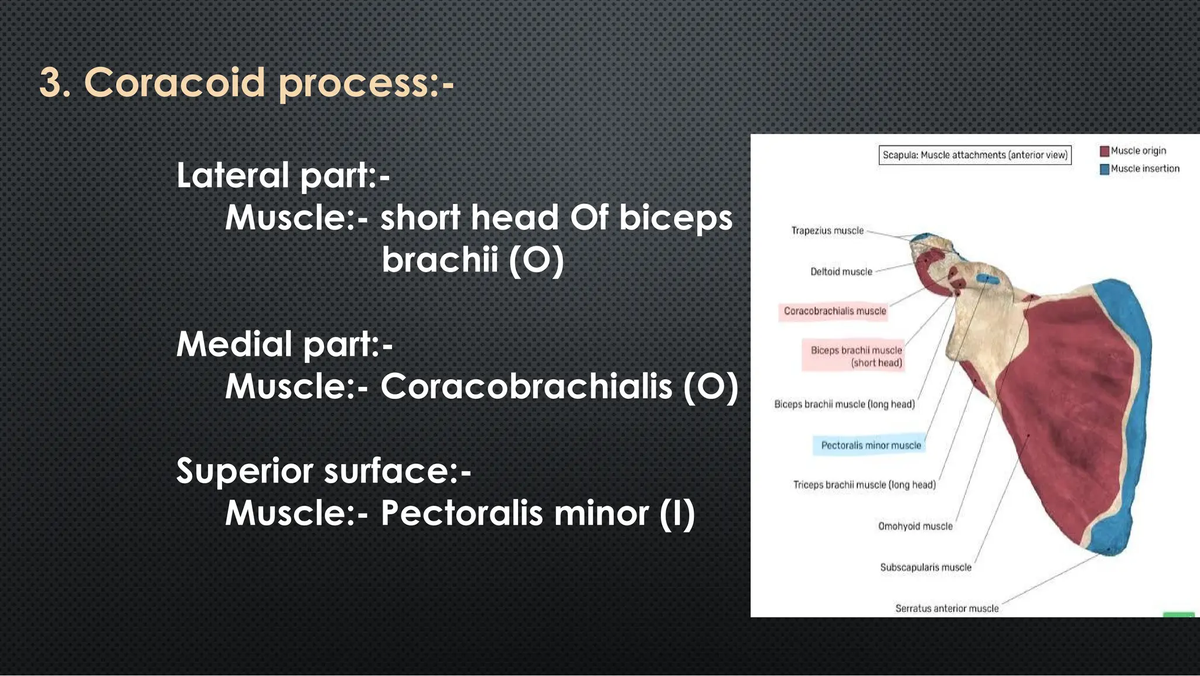 3. Coracoid process:-
Lateral part:-
Muscle:- short head Of biceps
brachii (O)
Medial part:-
Muscle:- Coracobrachialis (O)
Superior surface:-
Muscle:- Pectoralis minor (I)
Scapula: Muscle attachments (anterior view)
Muscle origin
Muscle insertion
Trapezius muscle
Deltoid muscle
Coracobrachialis muscle
Biceps brachii muscle
(short head)
Biceps brachii muscle (long head)
Pectoralis minor muscle
Triceps brachii muscle (long head)
Omohyoid muscle
Subscapularis muscle
Serratus anterior muscle